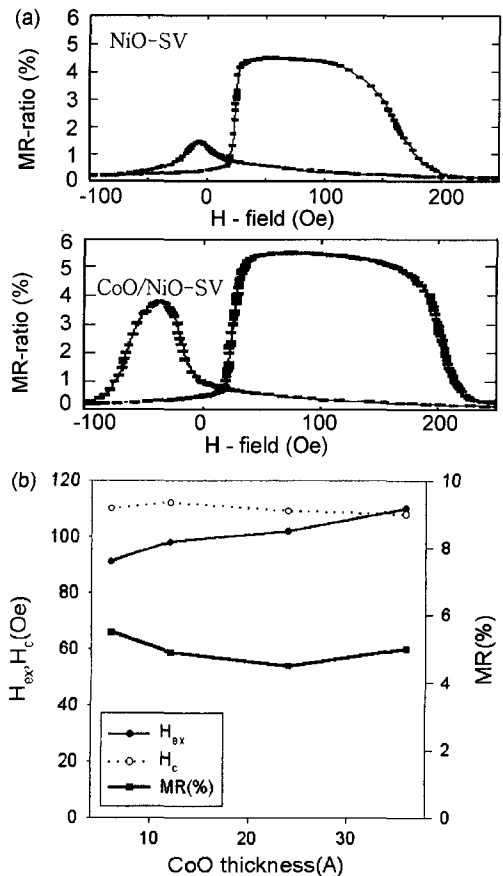 (a)
6
5
4
3
2
1
0
MR-ratio (%)
NiO-SV
-100
0
100
200
H - field (Oe)
6
5
4
3
2
1
0
MR-ratio (%)
CoO/NiO-SV
-100
0
100
200
H - field (Oe)
(b)
120
100
80
60
40
20
0
Hex,Hc(Oe)
10
8
6
4
2
0
MR(%)
Hex
Hc
MR(%)
10
20
30
CoO thickness(A)